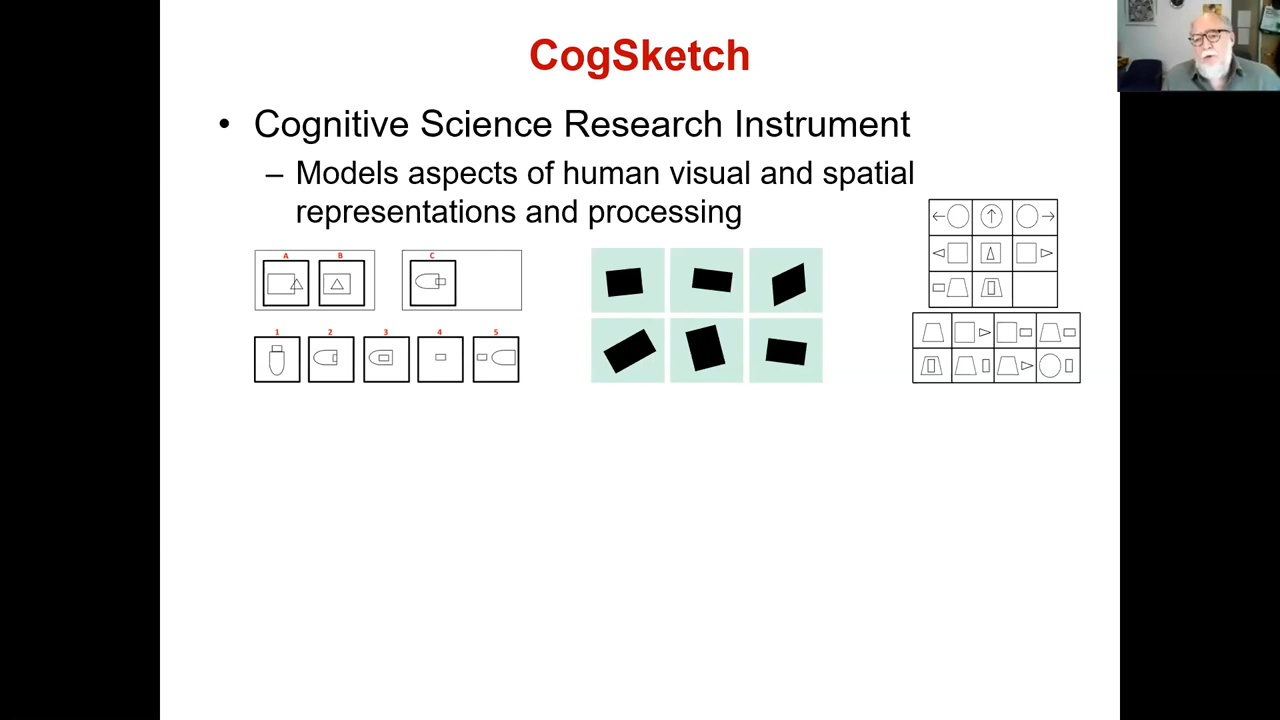 CogSketch
• Cognitive Science Research Instrument
– Models aspects of human visual and spatial
representations and processing
A B C
1 2 3 4 5